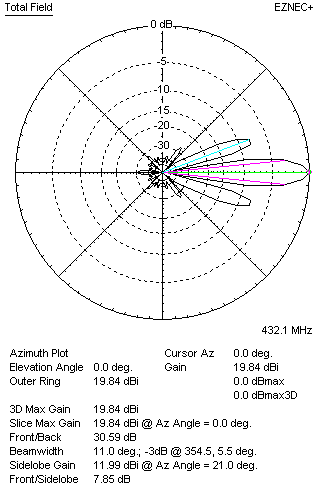 Total Field EZNEC+
0 dB
-5
-10
-15
-20
-30
432.1 MHz
Azimuth Plot Cursor Az 0.0 deg.
Elevation Angle 0.0 deg. Gain 19.84 dBi
Outer Ring 19.84 dBi 0.0 dBmax
0.0 dBmax3D
3D Max Gain 19.84 dBi
Slice Max Gain 19.84 dBi @ Az Angle = 0.0 deg.
Front/Back 30.59 dB
Beamwidth 11.0 deg.; -3dB @ 354.5, 5.5 deg.
Sidelobe Gain 11.99 dBi @ Az Angle = 21.0 deg.
Front/Sidelobe 7.85 dB